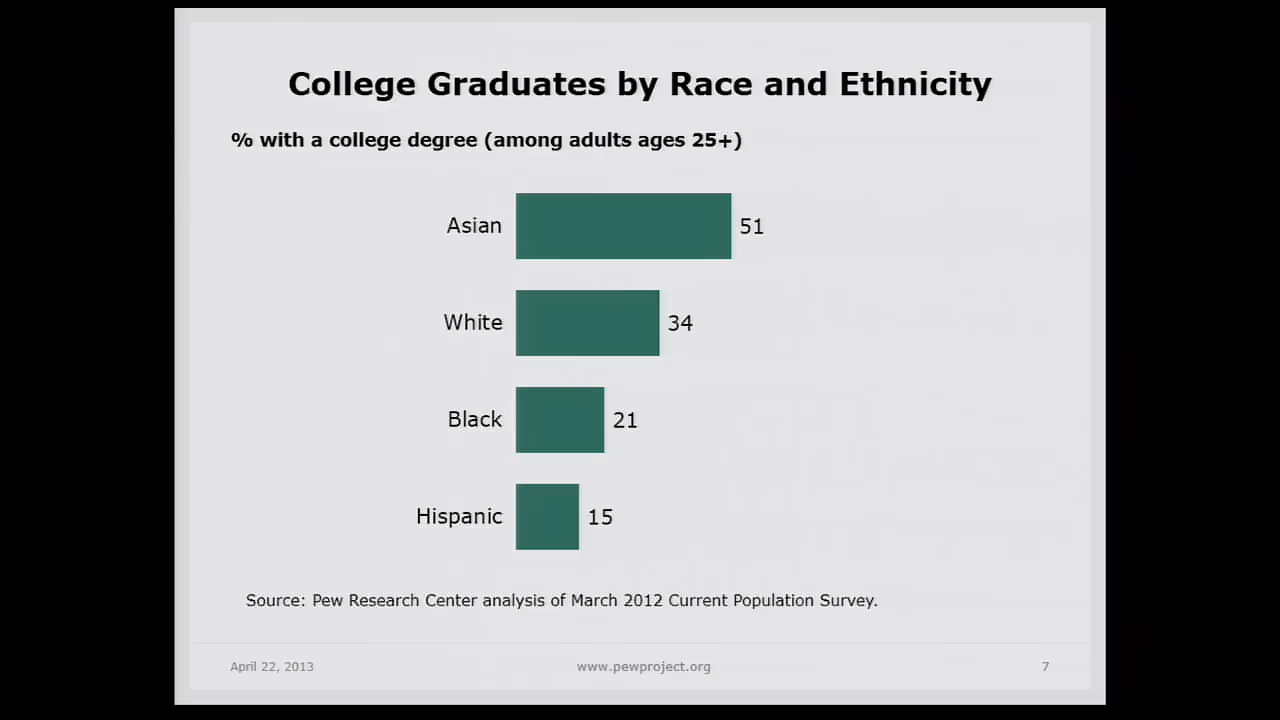 College Graduates by Race and Ethnicity
% with a college degree (among adults ages 25+)
Asian 51
White 34
Black 21
Hispanic 15
Source: Pew Research Center analysis of March 2012 Current Population Survey.
April 22, 2013 www.pewproject.org 7